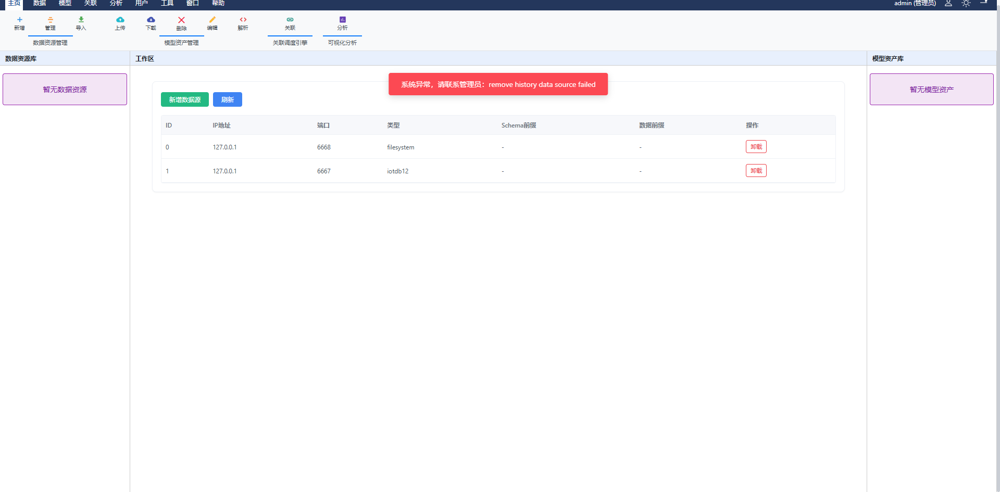 主页 数据 模型 关联 分析 用户 工具 窗口 帮助 admin (管理员)
新增 管理 导入 上传 下载 删除 编辑 解析 关联 分析
数据资源管理 模型资产管理 关联调度引擎 可视化分析
数据资源库 工作区 模型资产库
系统异常，请联系管理员：remove history data source failed
暂无数据资源 暂无模型资产
新增数据源 刷新
ID IP地址 端口 类型 Schema前缀 数据前缀 操作
0 127.0.0.1 6668 filesystem - - 卸载
1 127.0.0.1 6667 iotdb12 - - 卸载